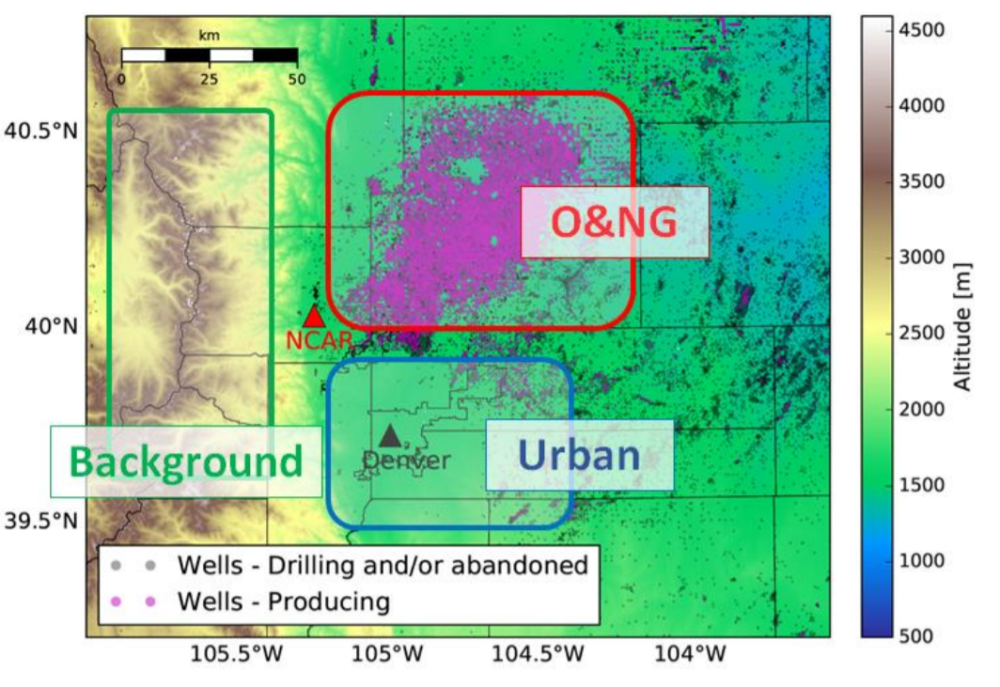 km
0 25 50
4500
4000
3500
3000
2500
2000
1500
1000
500
Altitude [m]
40.5°N
40°N
39.5°N
O&NG
NCAR
Background
Denver
Urban
Wells - Drilling and/or abandoned
Wells - Producing
105.5°W 105°W 104.5°W 104°W